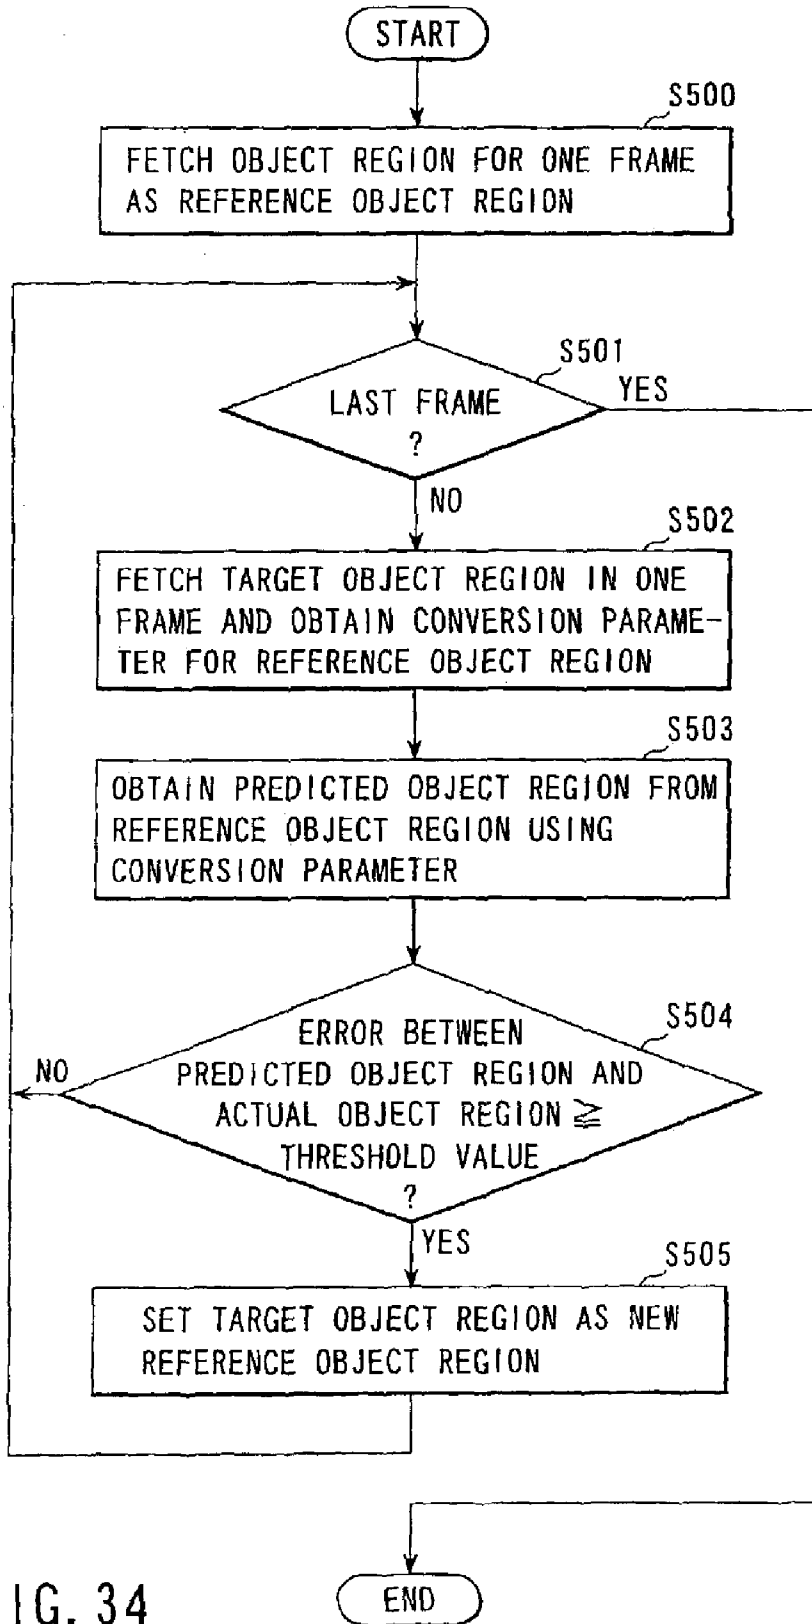 START
S500
FETCH OBJECT REGION FOR ONE FRAME
AS REFERENCE OBJECT REGION
S501
LAST FRAME
?
YES
NO
S502
FETCH TARGET OBJECT REGION IN ONE
FRAME AND OBTAIN CONVERSION PARAME-
TER FOR REFERENCE OBJECT REGION
S503
OBTAIN PREDICTED OBJECT REGION FROM
REFERENCE OBJECT REGION USING
CONVERSION PARAMETER
S504
ERROR BETWEEN
PREDICTED OBJECT REGION AND
ACTUAL OBJECT REGION ≧
THRESHOLD VALUE
?
NO
YES
S505
SET TARGET OBJECT REGION AS NEW
REFERENCE OBJECT REGION
END
IG. 34